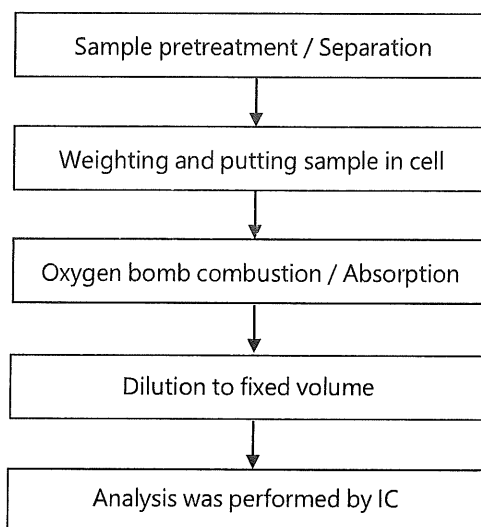 Sample pretreatment / Separation
Weighting and putting sample in cell
Oxygen bomb combustion / Absorption
Dilution to fixed volume
Analysis was performed by IC